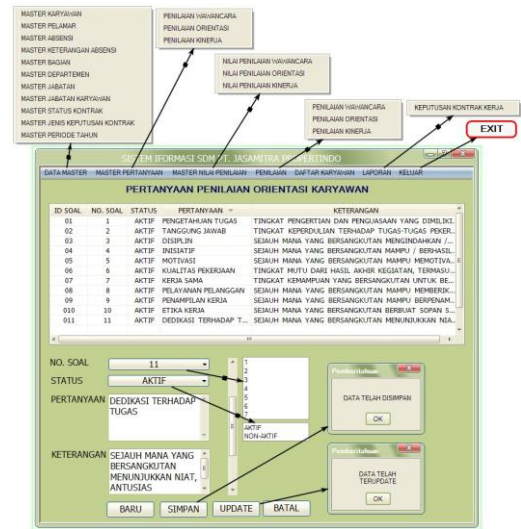 MASTER KARYAWAN
MASTER PELAMAR
MASTER ABSENSI
MASTER KETERANGAN ABSENSI
MASTER BAGIAN
MASTER DEPARTEMEN
MASTER JABATAN
MASTER JABATAN KARYAWAN
MASTER STATUS KONTRAK
MASTER JENIS KEPUTUSAN KONTRAK
MASTER PERIODE TAHUN
PENILAIAN WAWANCARA
PENILAIAN ORIENTASI
PENILAIAN KINERJA
NILAI PENILAIAN WAWANCARA
NILAI PENILAIAN ORIENTASI
NILAI PENILAIAN KINERJA
PENILAIAN WAWANCARA
PENILAIAN ORIENTASI
PENILAIAN KINERJA
KEPUTUSAN KONTRAK KERJA
EXIT
SISTEM IFORMASI SDM PT. JASAMITRA PROPERTINDO
DATA MASTER MASTER PERTANYAAN MASTER NILAI PENILAIAN PENILAIAN DAFTAR KARYAWAN LAPORAN KELUAR
PERTANYAAN PENILAIAN ORIENTASI KARYAWAN
ID SOAL NO. SOAL STATUS PERTANYAAN KETERANGAN
01 1 AKTIF PENGETAHUAN TUGAS TINGKAT PENGERTIAN DAN PENGUASAAN YANG DIMILIKI...
02 2 AKTIF TANGGUNG JAWAB TINGKAT KEPERDULIAN TERHADAP TUGAS-TUGAS PEKER...
03 3 AKTIF DISIPLIN SEJAUH MANA YANG BERSANGKUTAN MENGINDAHKAN /...
04 4 AKTIF INISIATIF SEJAUH MANA YANG BERSANGKUTAN MAMPU / BERHASIL...
05 5 AKTIF MOTIVASI SEJAUH MANA YANG BERSANGKUTAN MAMPU MEMOTIVA...
06 6 AKTIF KUALITAS PEKERJAAN TINGKAT MUTU DARI HASIL AKHIR KEGIATAN, TERMASU...
07 7 AKTIF KERJA SAMA TINGKAT KEMAMPUAN YANG BERSANGKUTAN UNTUK BE...
08 8 AKTIF PELAYANAN PELANGGAN SEJAUH MANA YANG BERSANGKUTAN MAMPU MEMBERIK...
09 9 AKTIF PENAMPILAN KERJA SEJAUH MANA YANG BERSANGKUTAN MAMPU BERPENAM...
010 10 AKTIF ETIKA KERJA SEJAUH MANA YANG BERSANGKUTAN BERBUAT SOPAN S...
011 11 AKTIF DEDIKASI TERHADAP T... SEJAUH MANA YANG BERSANGKUTAN MENUNJUKKAN NIA...
NO. SOAL 11
STATUS AKTIF
PERTANYAAN DEDIKASI TERHADAP
TUGAS
KETERANGAN SEJAUH MANA YANG
BERSANGKUTAN
MENUNJUKKAN NIAT,
ANTUSIAS
1
2
3
4
5
6
7
AKTIF
NON-AKTIF
Pemberitahuan
DATA TELAH DISIMPAN
OK
Pemberitahuan
DATA TELAH
TERUPDATE
OK
BARU SIMPAN UPDATE BATAL